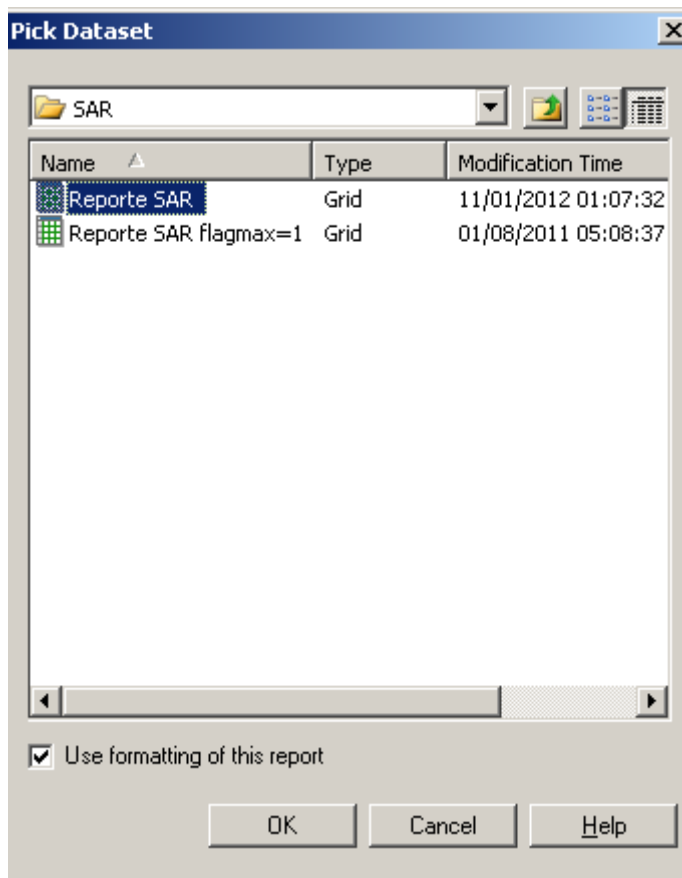 Pick Dataset
SAR
Name Type Modification Time
Reporte SAR Grid 11/01/2012 01:07:32
Reporte SAR flagmax=1 Grid 01/08/2011 05:08:37
Use formatting of this report
OK Cancel Help